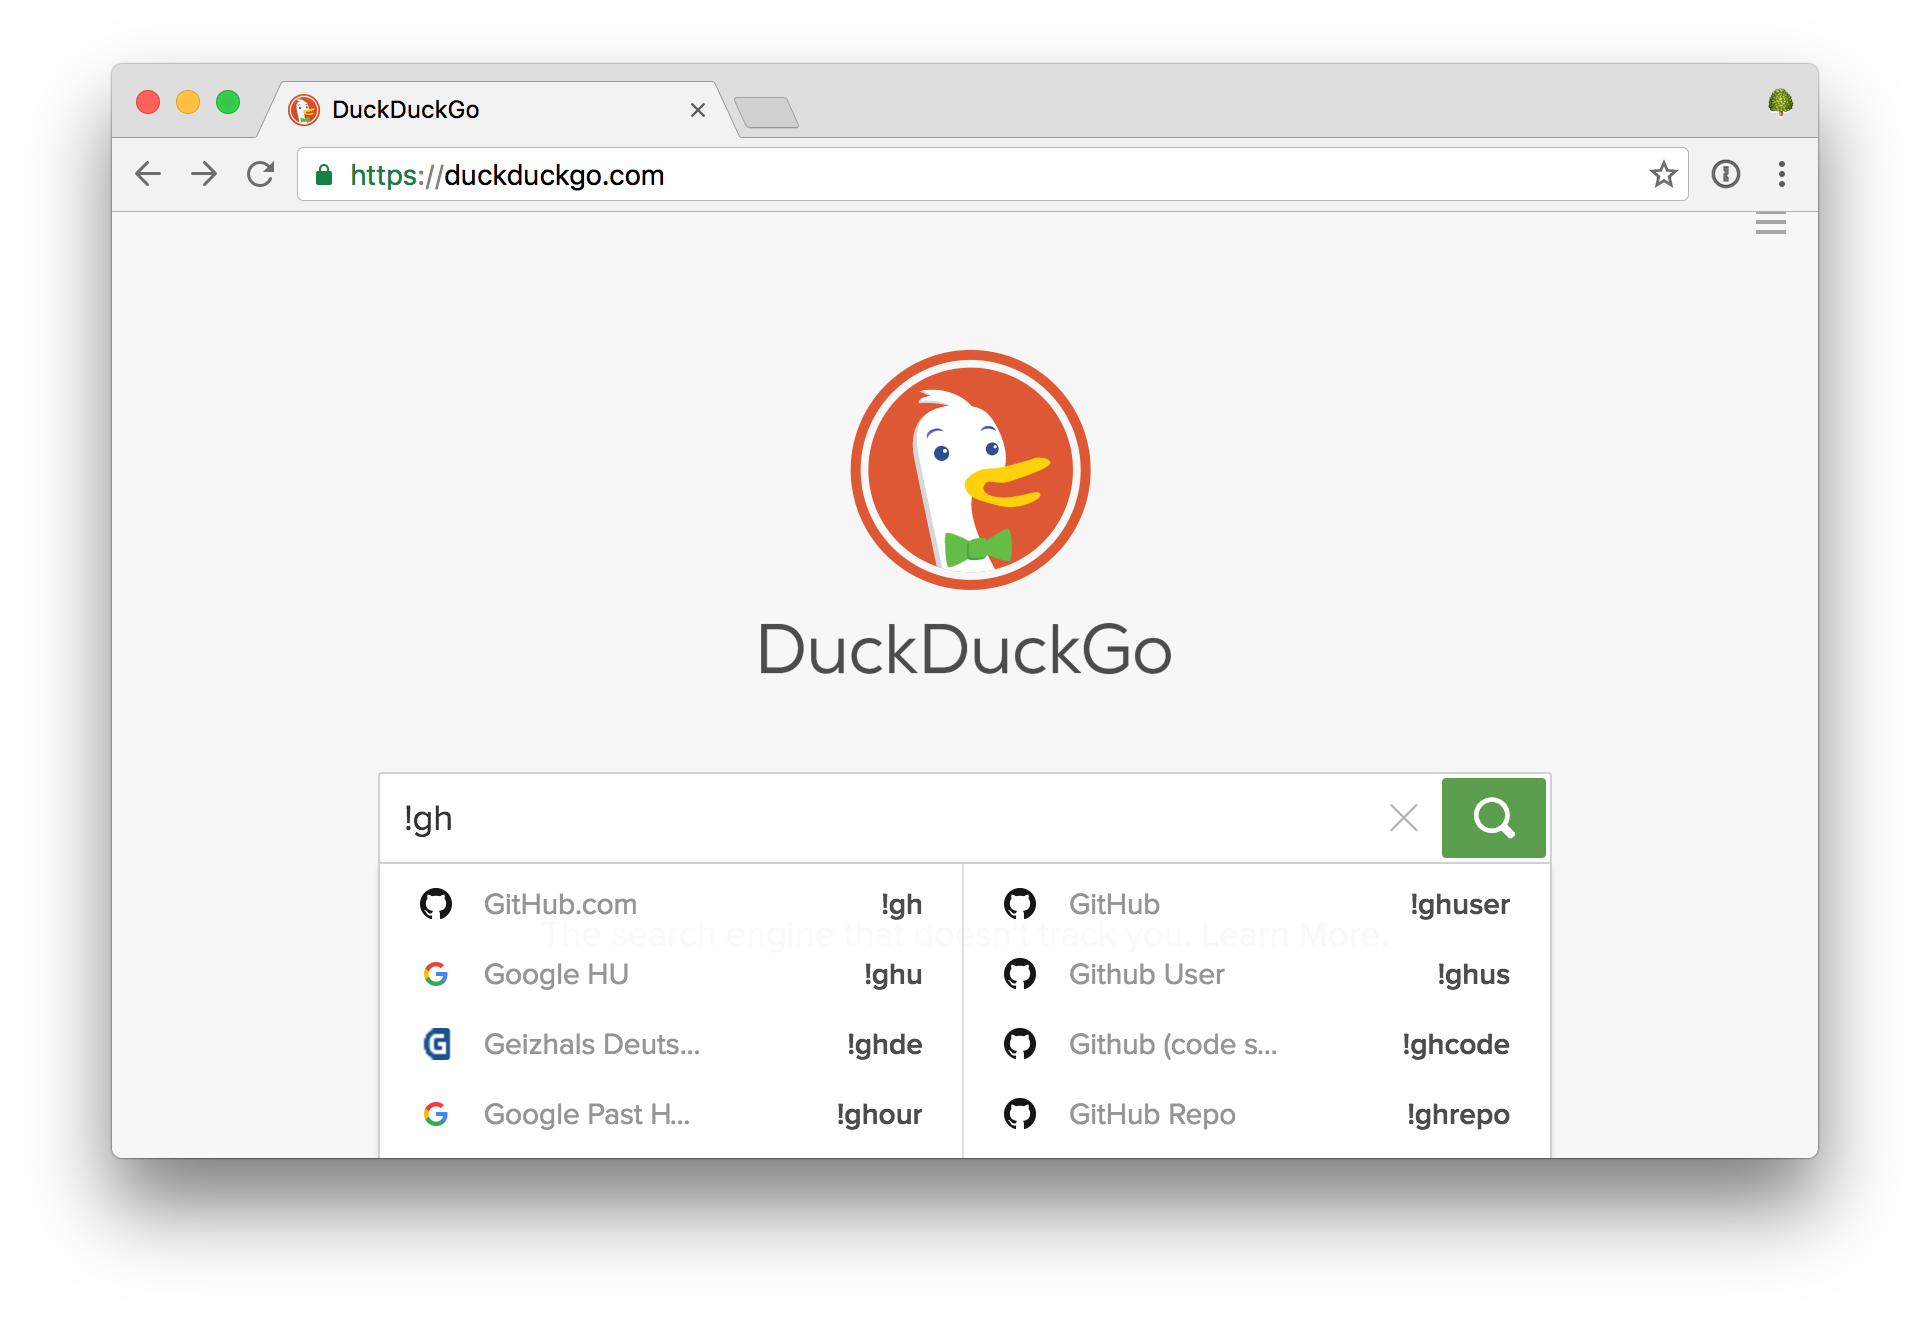 DuckDuckGo
https://duckduckgo.com
DuckDuckGo
!gh
GitHub.com !gh
GitHub !ghuser
The search engine that doesn't track you. Learn More.
Google HU !ghu
Github User !ghus
Geizhals Deuts... !ghde
Github (code s... !ghcode
Google Past H... !ghour
GitHub Repo !ghrepo